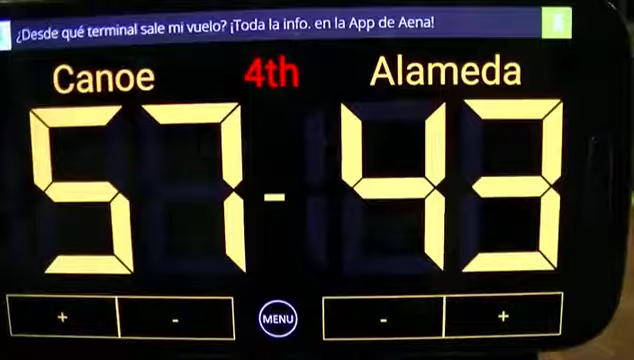 ¿Desde qué terminal sale mi vuelo? ¡Toda la info. en la App de Aena!
Canoe 4th Alameda
57 - 43
+ - MENU - +